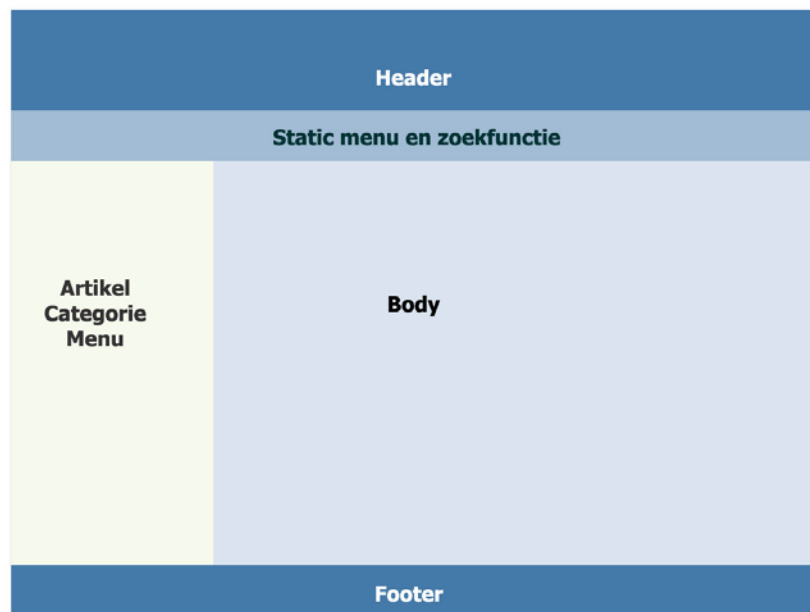 Header
Static menu en zoekfunctie
Artikel
Categorie
Menu
Body
Footer